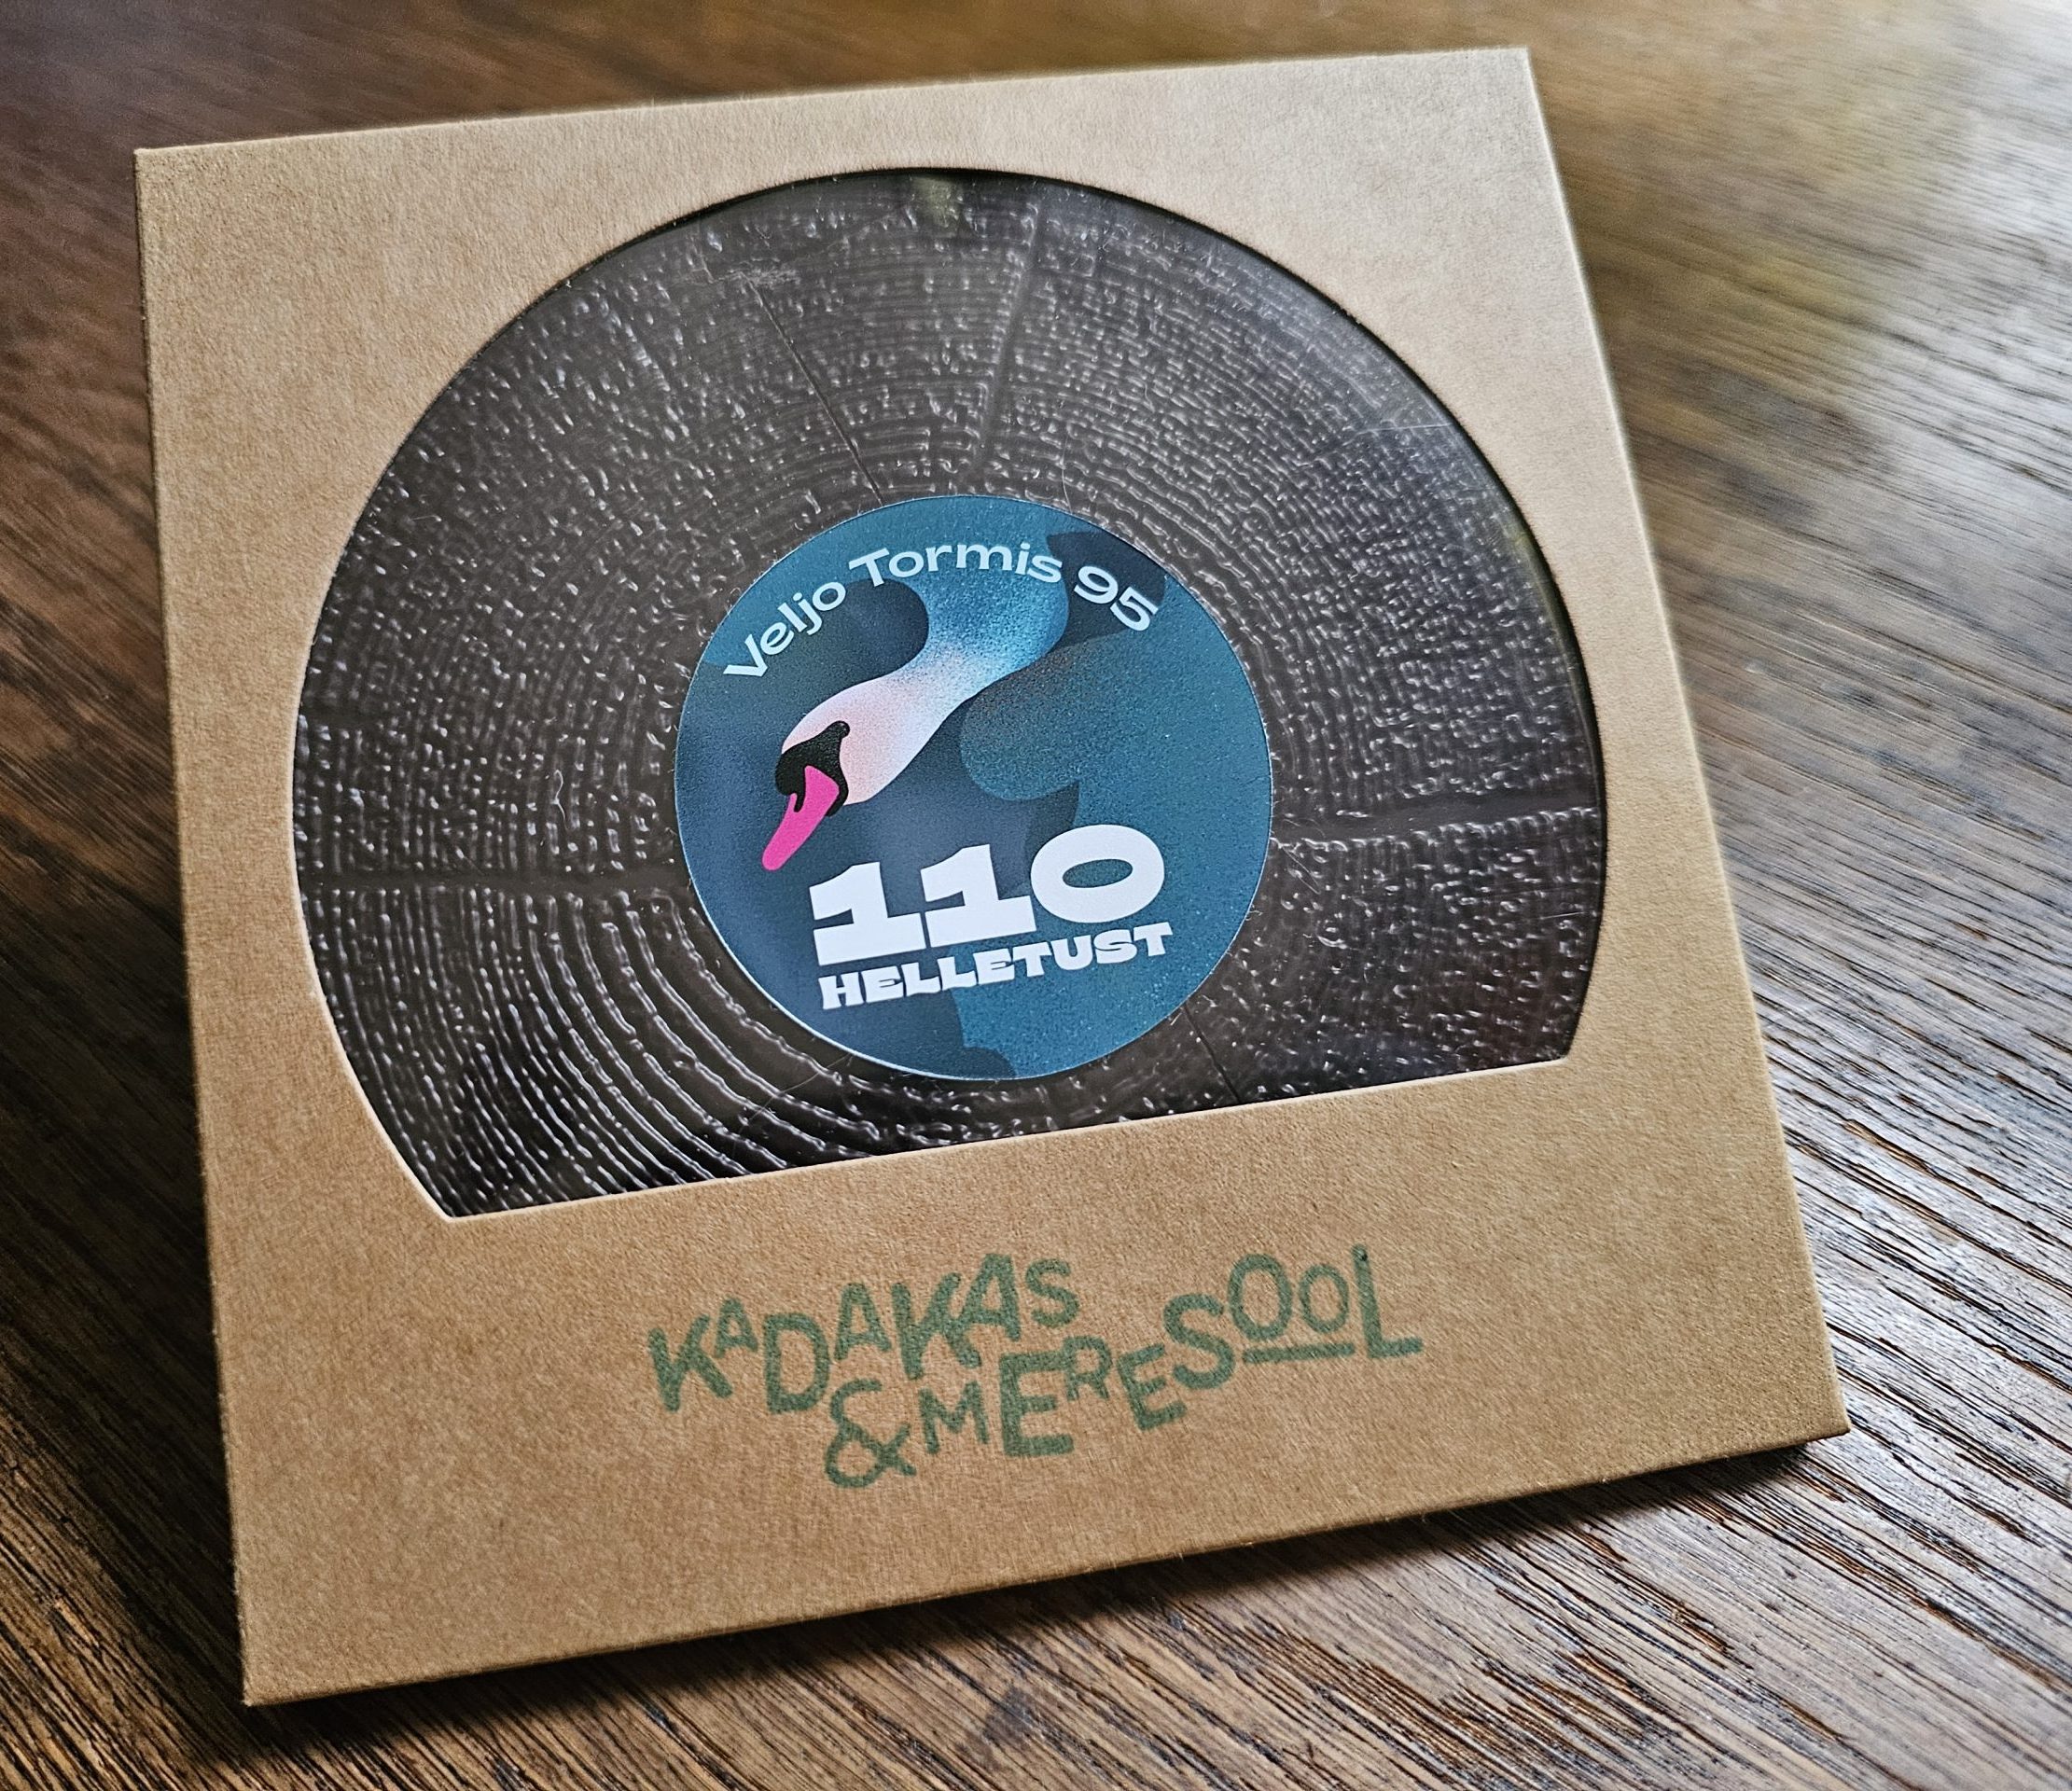 Veljo Tormis 95
110
HELLETUST
KADAKAS
&MERESOOL